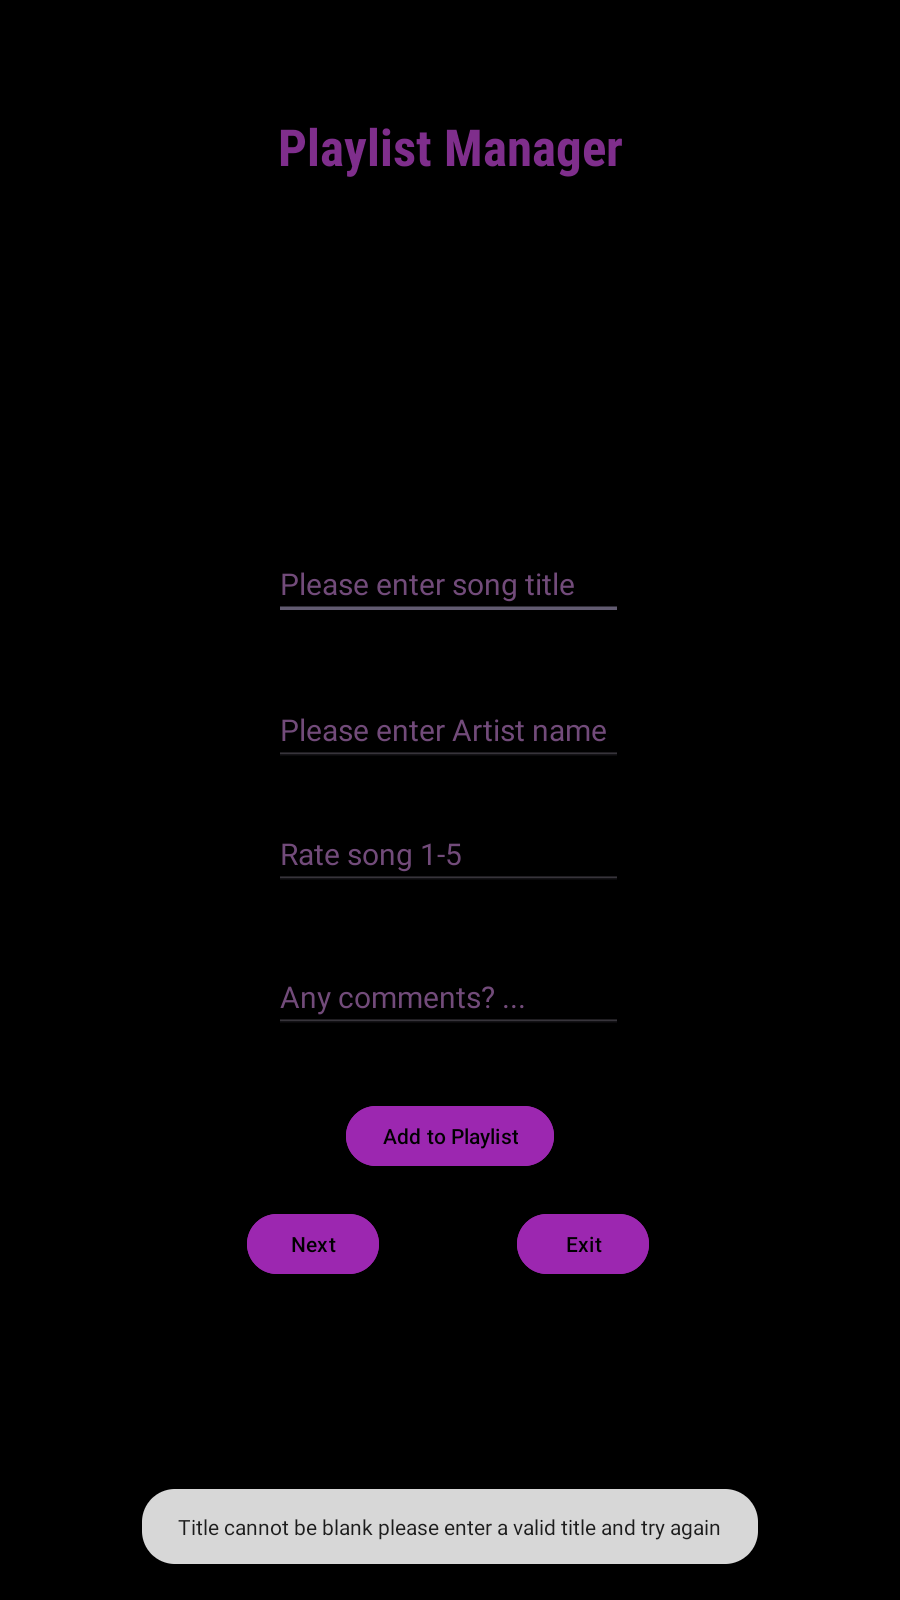 Playlist Manager
Please enter song title
Please enter Artist name
Rate song 1-5
Any comments? ...
Add to Playlist
Next
Exit
Title cannot be blank please enter a valid title and try again